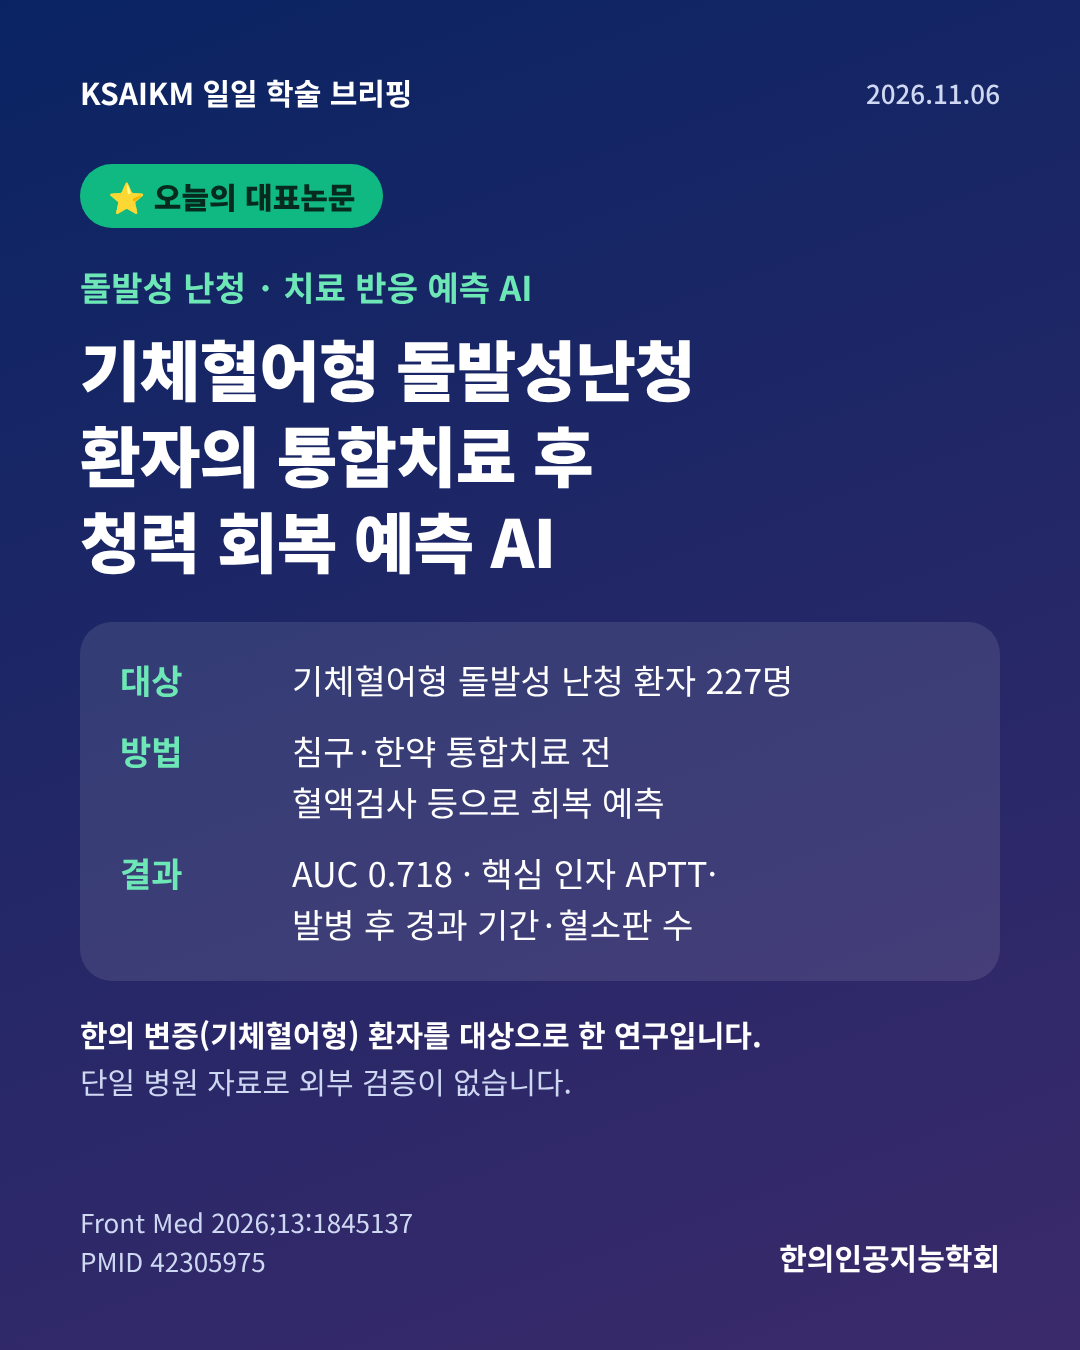 KSAIKM 일일 학술 브리핑
2026.11.06
⭐ 오늘의 대표논문
돌발성 난청 · 치료 반응 예측 AI
기체혈어형 돌발성난청
환자의 통합치료 후
청력 회복 예측 AI
대상 기체혈어형 돌발성 난청 환자 227명
방법 침구·한약 통합치료 전
혈액검사 등으로 회복 예측
결과 AUC 0.718 · 핵심 인자 APTT·
발병 후 경과 기간·혈소판 수
한의 변증(기체혈어형) 환자를 대상으로 한 연구입니다.
단일 병원 자료로 외부 검증이 없습니다.
Front Med 2026;13:1845137
PMID 42305975
한의인공지능학회